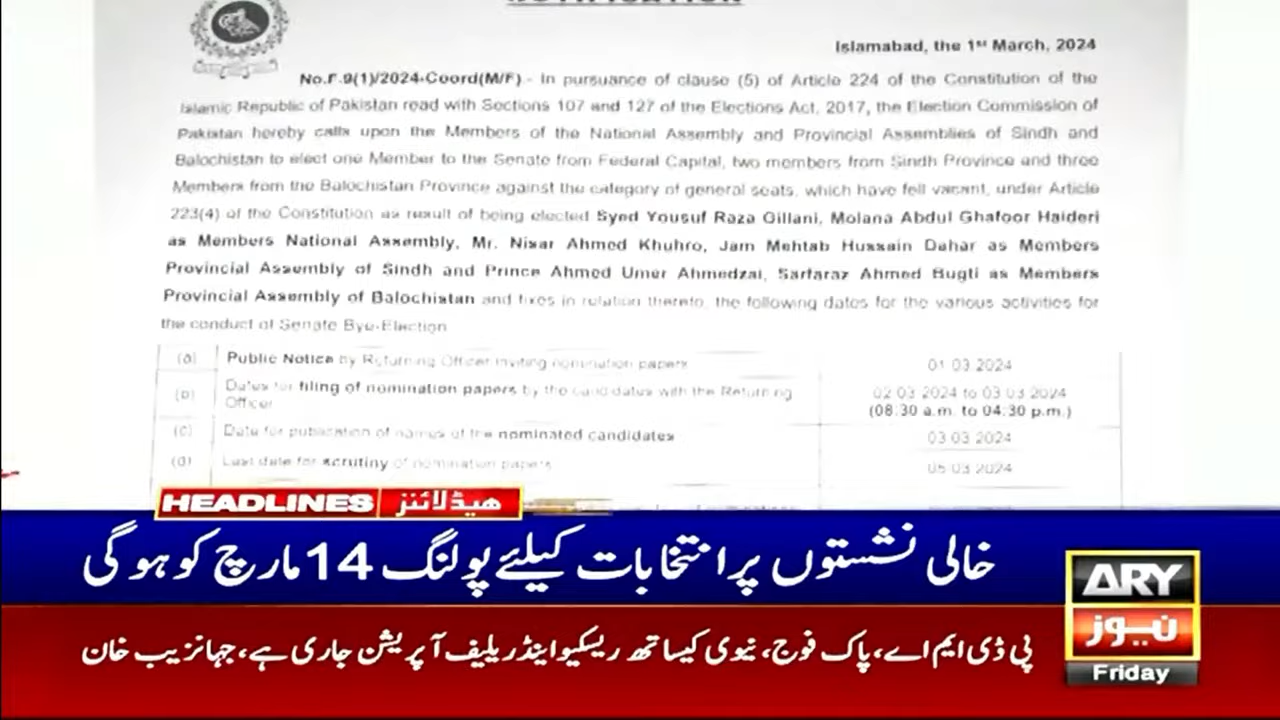 NOTIFICATION
Islamabad, the 1st March, 2024
No.F.9(1)/2024-Coord(M/F).- In pursuance of clause (5) of Article 224 of the Constitution of the
Islamic Republic of Pakistan read with Sections 107 and 127 of the Elections Act, 2017, the Election Commission of
Pakistan hereby calls upon the Members of the National Assembly and Provincial Assemblies of Sindh and
Balochistan to elect one Member to the Senate from Federal Capital, two members from Sindh Province and three
Members from the Balochistan Province against the category of general seats, which have fell vacant, under Article
223(4) of the Constitution as result of being elected Syed Yousuf Raza Gillani, Molana Abdul Ghafoor Haideri
as Members National Assembly, Mr. Nisar Ahmed Khuhro, Jam Mehtab Hussain Dahar as Members
Provincial Assembly of Sindh and Prince Ahmed Umer Ahmedzai, Sarfaraz Ahmed Bugti as Members
Provincial Assembly of Balochistan and fixes in relation thereto, the following dates for the various activities for
the conduct of Senate Bye-Election
(a) Public Notice by Returning Officer inviting nomination papers 01 03 2024
(b) Dates for filing of nomination papers by the candidates with the Returning Officer 02 03 2024 to 03 03 2024 (08:30 a.m. to 04:30 p.m.)
(c) Date for publication of names of the nominated candidates 03 03 2024
(d) Last date for scrutiny of nomination papers 05 03 2024
HEADLINES ہیڈلائنز
خالی نشستوں پر انتخابات کیلئے پولنگ 14 مارچ کو ہوگی
پی ڈی ایم اے، پاک فوج، نیوی کیساتھ ریسکیو اینڈ ریلیف آپریشن جاری ہے، جہانزیب خان
ARY
نیوز
Friday